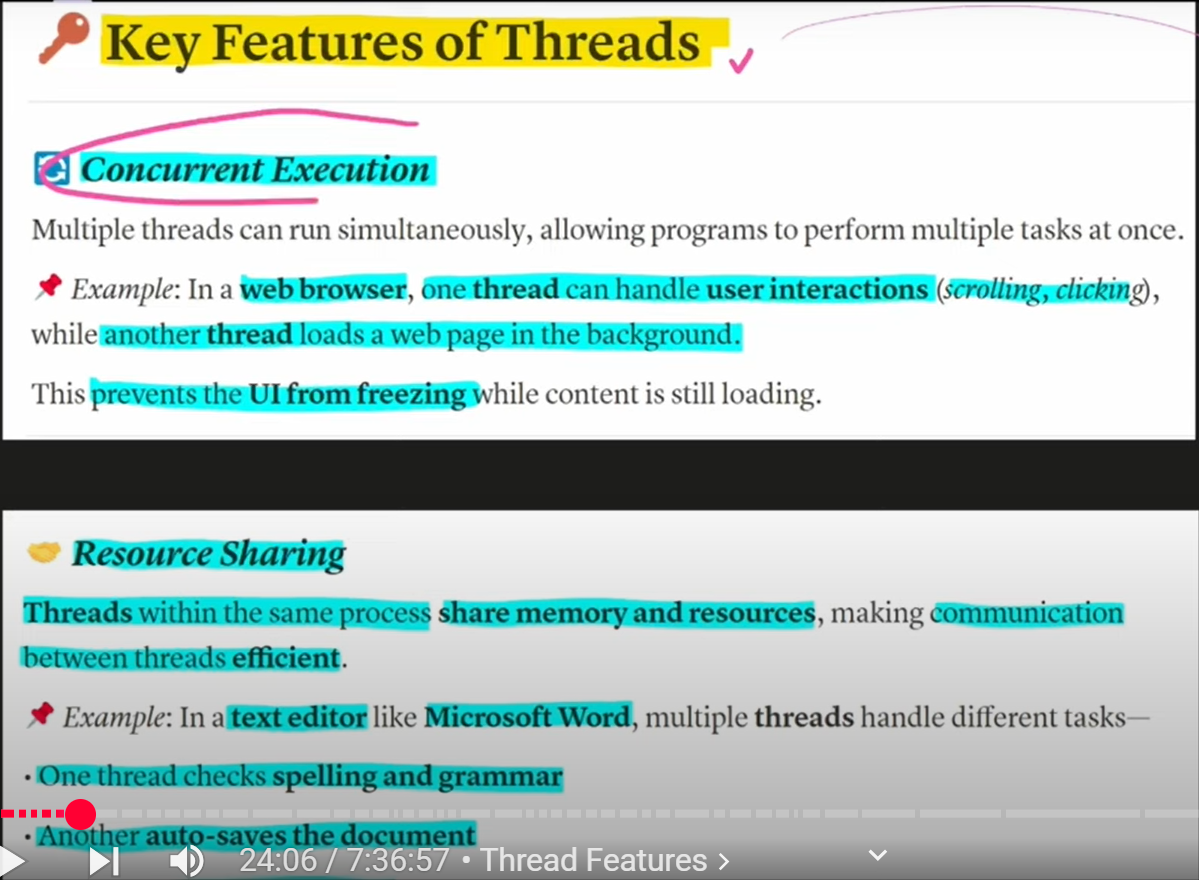 Key Features of Threads
Concurrent Execution
Multiple threads can run simultaneously, allowing programs to perform multiple tasks at once.
Example: In a web browser, one thread can handle user interactions (scrolling, clicking),
while another thread loads a web page in the background.
This prevents the UI from freezing while content is still loading.
Resource Sharing
Threads within the same process share memory and resources, making communication
between threads efficient.
Example: In a text editor like Microsoft Word, multiple threads handle different tasks—
· One thread checks spelling and grammar
· Another auto-saves the document
24:06 / 7:36:57 • Thread Features >